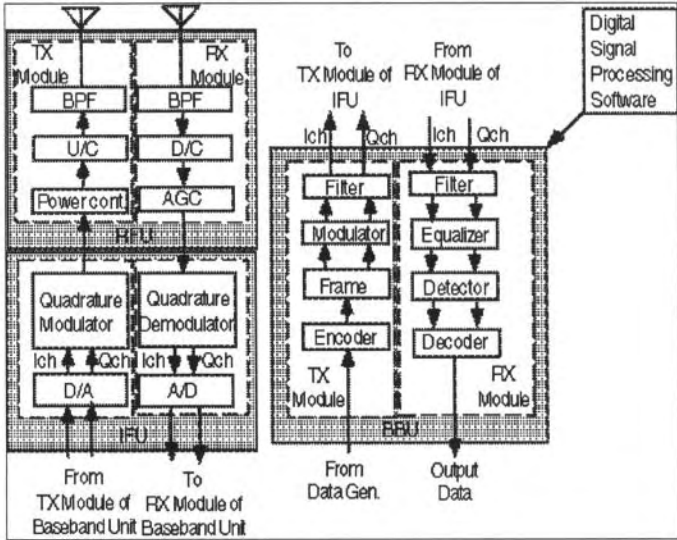 TX
Module
RX
Module
BPF
BPF
U/C
D/C
Power cont.
AGC
RFU
Quadrature
Modulator
Quadrature
Demodulator
Ich
Qch
Ich
Qch
D/A
A/D
IFU
From
TX Module of
Baseband Unit
To
RX Module of
Baseband Unit
To
TX Module of
IFU
From
RX Module of
IFU
Ich
Qch
Ich
Qch
Filter
Filter
Modulator
Equalizer
Frame
Detector
Encoder
Decoder
TX
Module
RX
Module
BBU
From
Data Gen.
Output
Data
Digital
Signal
Processing
Software